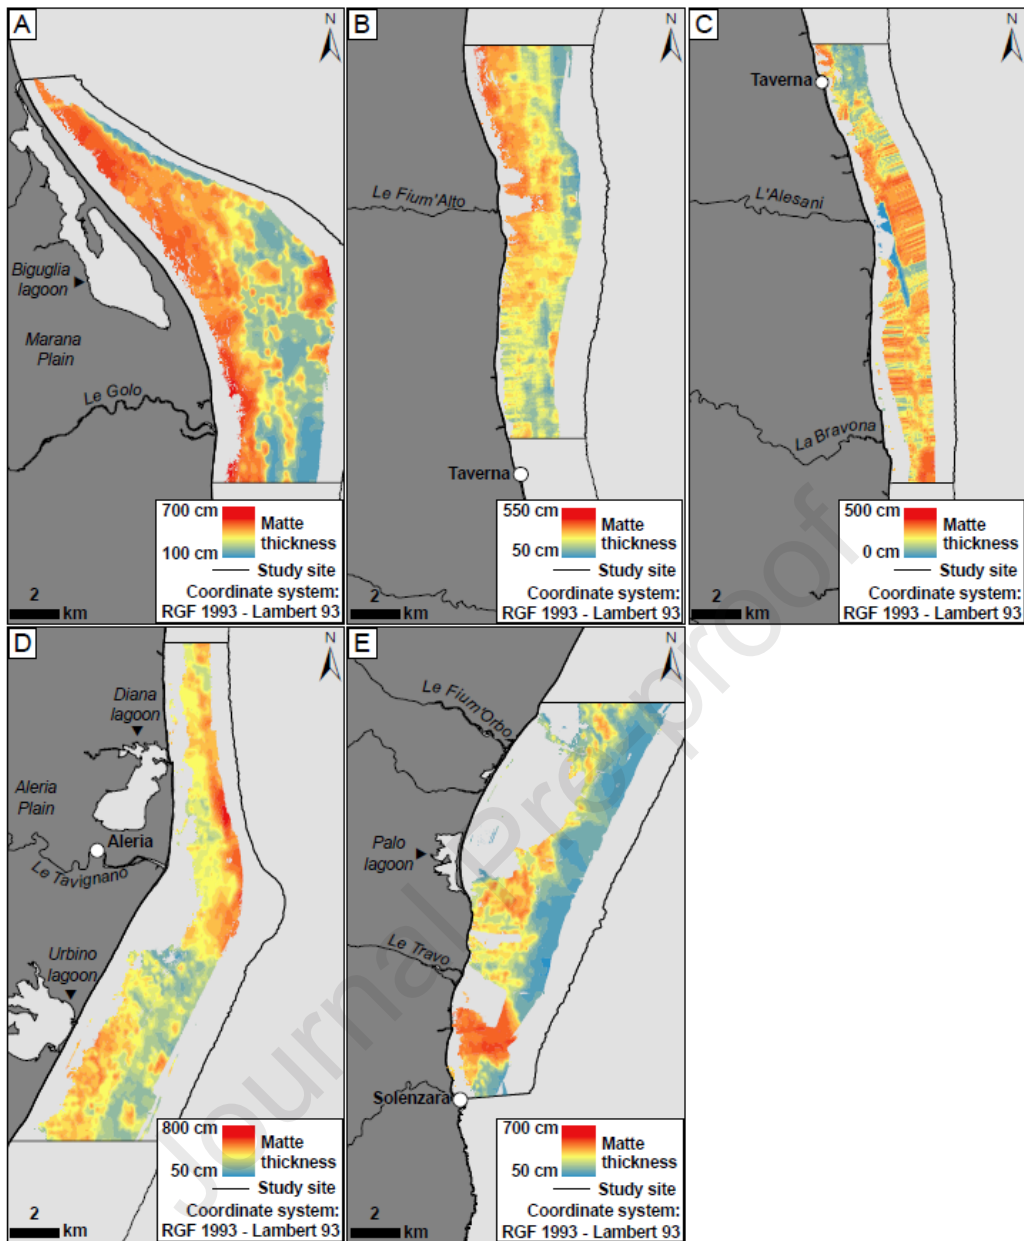 A
N
Biguglia
lagoon
Marana
Plain
Le Golo
700 cm
100 cm
Matte
thickness
Study site
Coordinate system:
RGF 1993 - Lambert 93
2
km
B
N
Le Fium'Alto
Taverna
550 cm
50 cm
Matte
thickness
Study site
Coordinate system:
RGF 1993 - Lambert 93
2
km
C
N
Taverna
L'Alesani
La Bravona
500 cm
0 cm
Matte
thickness
Study site
Coordinate system:
RGF 1993 - Lambert 93
2
km
D
N
Diana
lagoon
Aleria
Plain
Aleria
Le Tavignano
Urbino
lagoon
800 cm
50 cm
Matte
thickness
Study site
Coordinate system:
RGF 1993 - Lambert 93
2
km
E
N
Le Fium'Orbo
Palo
lagoon
Le Travo
Solenzara
700 cm
50 cm
Matte
thickness
Study site
Coordinate system:
RGF 1993 - Lambert 93
2
km
Journal Pre-proof